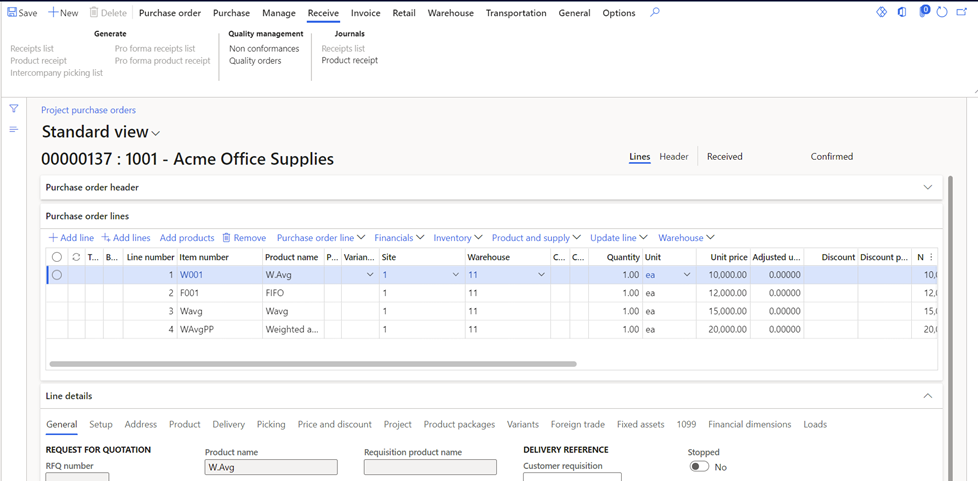 Save New Delete Purchase order Purchase Manage Receive Invoice Retail Warehouse Transportation General Options 0
Generate Quality management Journals
Receipts list Pro forma receipts list Non conformances Receipts list
Product receipt Pro forma product receipt Quality orders Product receipt
Intercompany picking list
Project purchase orders
Standard view
00000137 : 1001 - Acme Office Supplies Lines Header Received Confirmed
Purchase order header
Purchase order lines
Add line Add lines Add products Remove Purchase order line Financials Inventory Product and supply Update line Warehouse
T... B... Line number Item number Product name P... Varian... Site Warehouse C... C... Quantity Unit Unit price Adjusted u... Discount Discount p... N
1 W001 W.Avg 1 11 1.00 ea 10,000.00 0.00000 10,0
2 F001 FIFO 1 11 1.00 ea 12,000.00 0.00000 12,0
3 Wavg Wavg 1 11 1.00 ea 15,000.00 0.00000 15,0
4 WAvgPP Weighted a... 1 11 1.00 ea 20,000.00 0.00000 20,0
Line details
General Setup Address Product Delivery Picking Price and discount Project Product packages Variants Foreign trade Fixed assets 1099 Financial dimensions Loads
REQUEST FOR QUOTATION Product name Requisition product name DELIVERY REFERENCE Stopped
RFQ number W.Avg Customer requisition No